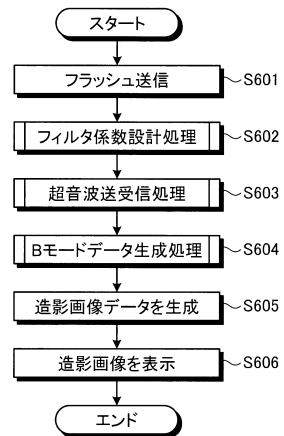 スタート
フラッシュ送信 S601
フィルタ係数設計処理 S602
超音波送受信処理 S603
Bモードデータ生成処理 S604
造影画像データを生成 S605
造影画像を表示 S606
エンド